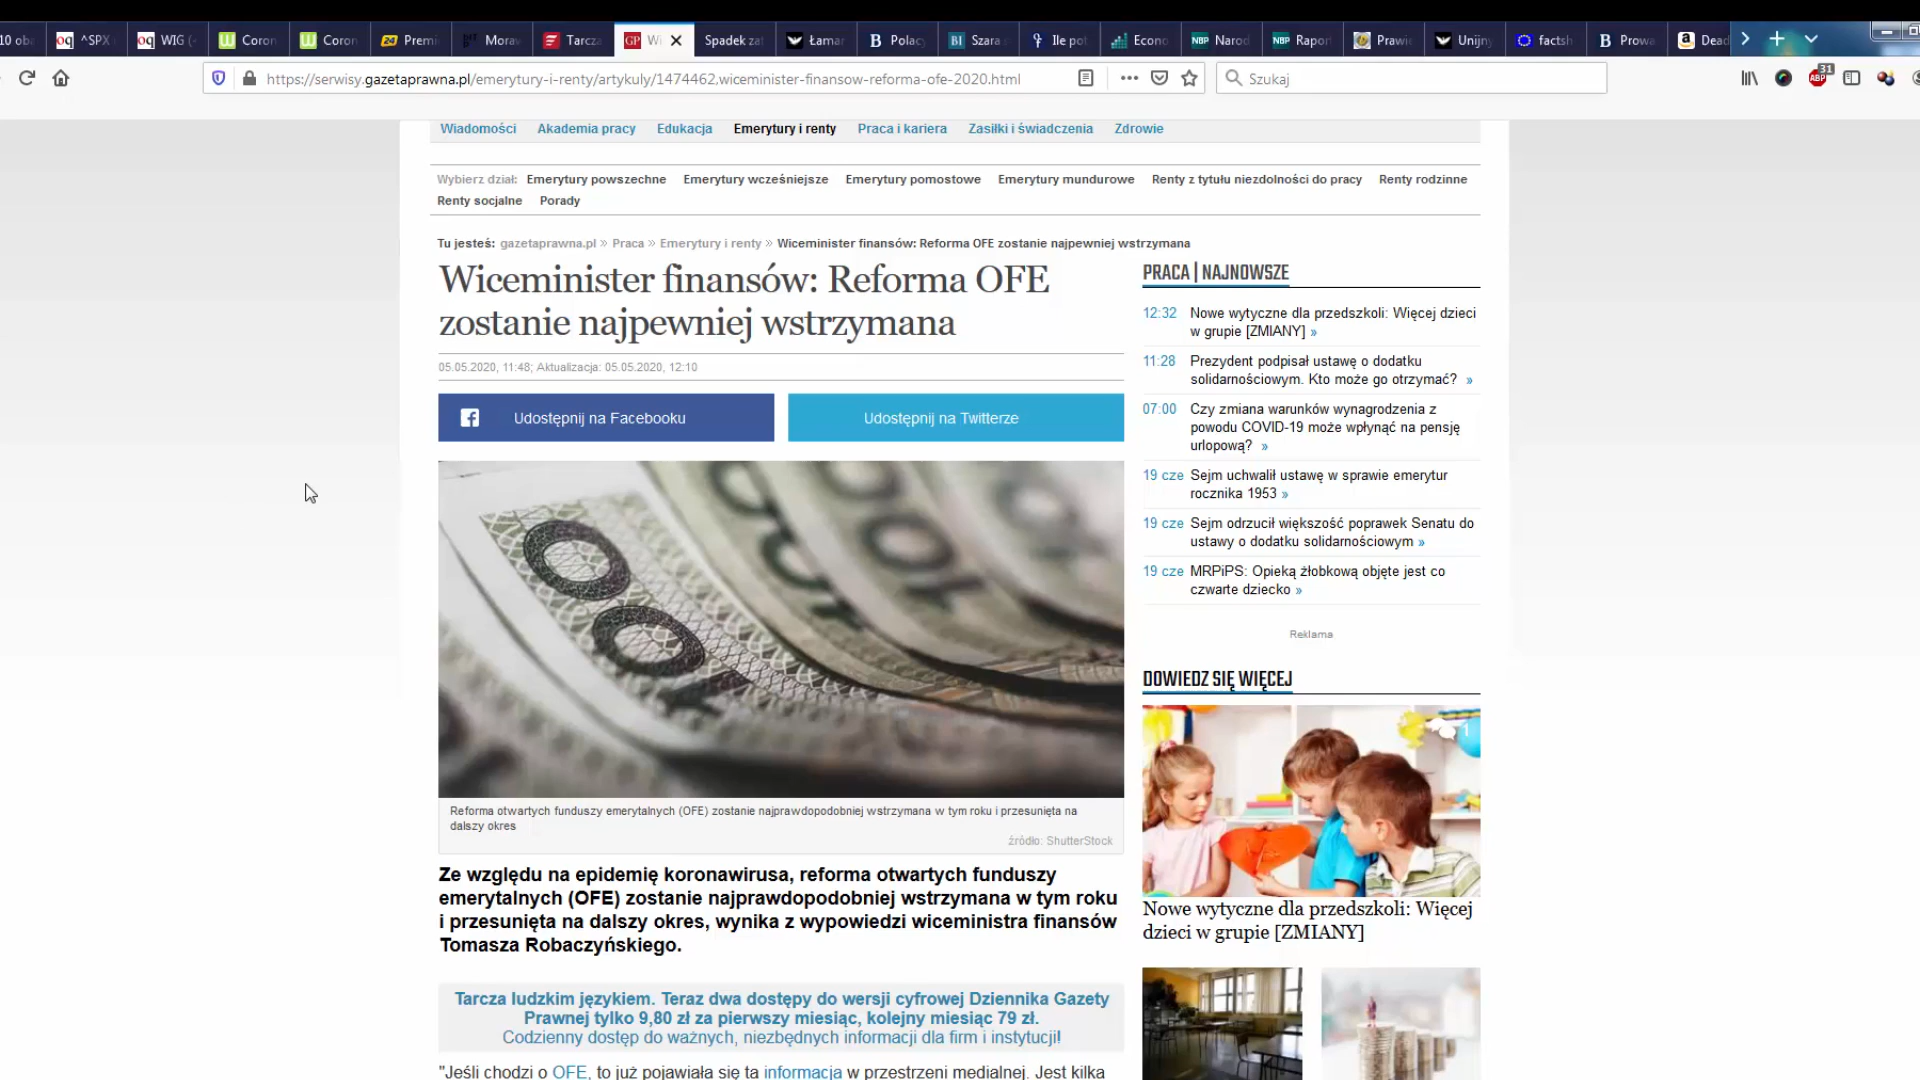 10 oba
^SPX
WIG (
Coron
Coron
Premi
Mora
Tarcz
Wi
Spadek za
Łamar
Polac
Szara
Ile po
Econo
Narod
Rapor
Prawi
Unijny
factsh
Prowa
Dead
https://serwisy.gazetaprawna.pl/emerytury-i-renty/artykuly/1474462,wiceminister-finansow-reforma-ofe-2020.html
Szukaj
31
Wiadomości Akademia pracy Edukacja Emerytury i renty Praca i kariera Zasiłki i świadczenia Zdrowie
Wybierz dział: Emerytury powszechne Emerytury wcześniejsze Emerytury pomostowe Emerytury mundurowe Renty z tytułu niezdolności do pracy Renty rodzinne
Renty socjalne Porady
Tu jesteś: gazetaprawna.pl » Praca » Emerytury i renty » Wiceminister finansów: Reforma OFE zostanie najpewniej wstrzymana
Wiceminister finansów: Reforma OFE
zostanie najpewniej wstrzymana
05.05.2020, 11:48; Aktualizacja: 05.05.2020, 12:10
Udostępnij na Facebooku
Udostępnij na Twitterze
100
Reforma otwartych funduszy emerytalnych (OFE) zostanie najprawdopodobniej wstrzymana w tym roku i przesunięta na
dalszy okres
źródło: ShutterStock
Ze względu na epidemię koronawirusa, reforma otwartych funduszy
emerytalnych (OFE) zostanie najprawdopodobniej wstrzymana w tym roku
i przesunięta na dalszy okres, wynika z wypowiedzi wiceministra finansów
Tomasza Robaczyńskiego.
Tarcza ludzkim językiem. Teraz dwa dostępy do wersji cyfrowej Dziennika Gazety
Prawnej tylko 9,80 zł za pierwszy miesiąc, kolejny miesiąc 79 zł.
Codzienny dostęp do ważnych, niezbędnych informacji dla firm i instytucji!
"Jeśli chodzi o OFE, to już pojawiała się ta informacja w przestrzeni medialnej. Jest kilka
PRACA | NAJNOWSZE
12:32 Nowe wytyczne dla przedszkoli: Więcej dzieci
w grupie [ZMIANY] »
11:28 Prezydent podpisał ustawę o dodatku
solidarnościowym. Kto może go otrzymać? »
07:00 Czy zmiana warunków wynagrodzenia z
powodu COVID-19 może wpłynąć na pensję
urlopową? »
19 cze Sejm uchwalił ustawę w sprawie emerytur
rocznika 1953 »
19 cze Sejm odrzucił większość poprawek Senatu do
ustawy o dodatku solidarnościowym »
19 cze MRPiPS: Opieką żłobkową objęte jest co
czwarte dziecko »
Reklama
DOWIEDZ SIĘ WIĘCEJ
1
Nowe wytyczne dla przedszkoli: Więcej
dzieci w grupie [ZMIANY]